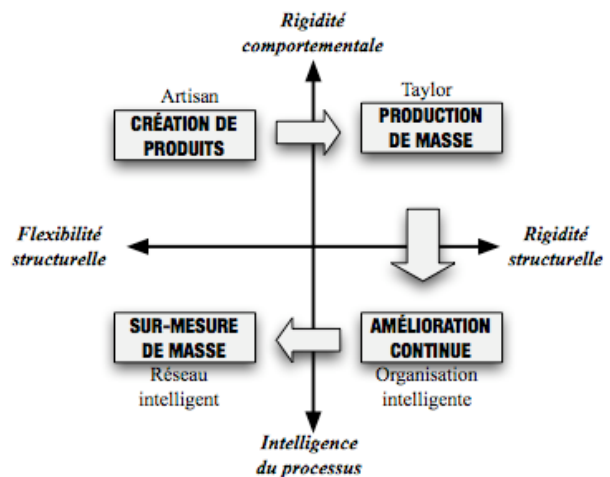 Rigidité
comportementale
Artisan
CRÉATION DE
PRODUITS
Taylor
PRODUCTION
DE MASSE
Flexibilité
structurelle
Rigidité
structurelle
SUR-MESURE
DE MASSE
Réseau
intelligent
AMÉLIORATION
CONTINUE
Organisation
intelligente
Intelligence
du processus